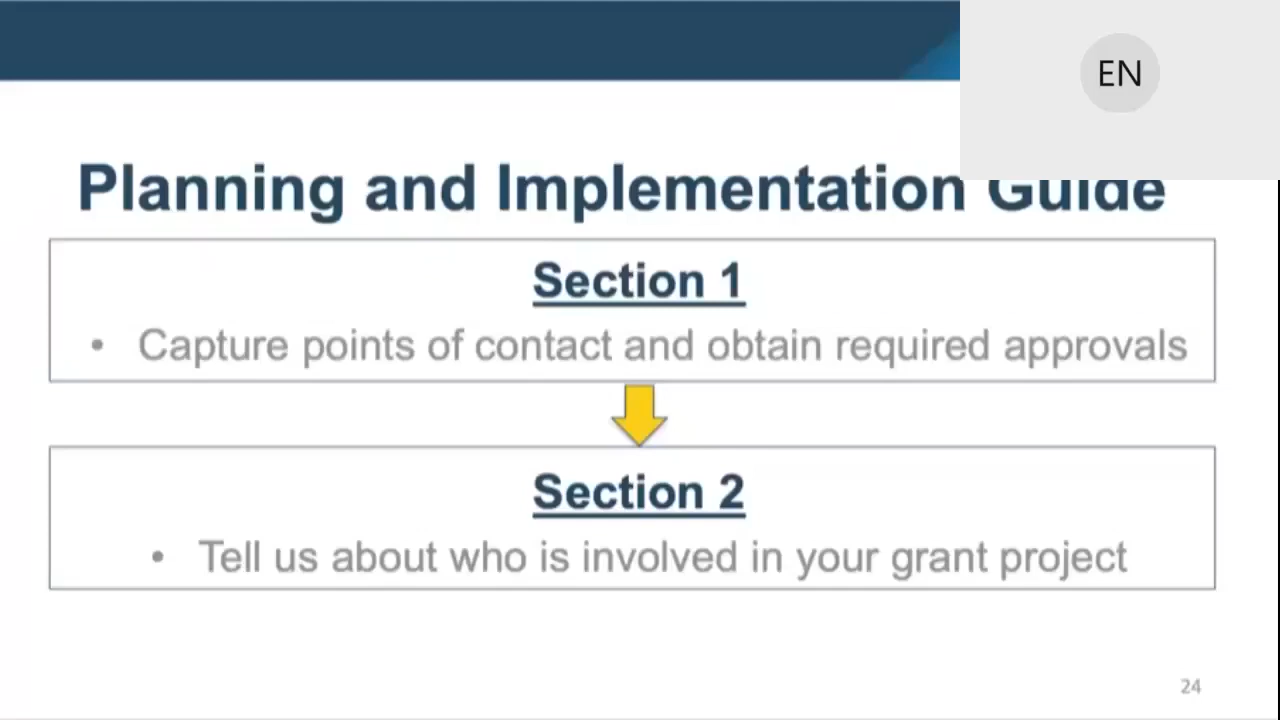 EN
Planning and Implementation Guide
Section 1
• Capture points of contact and obtain required approvals
Section 2
• Tell us about who is involved in your grant project
24